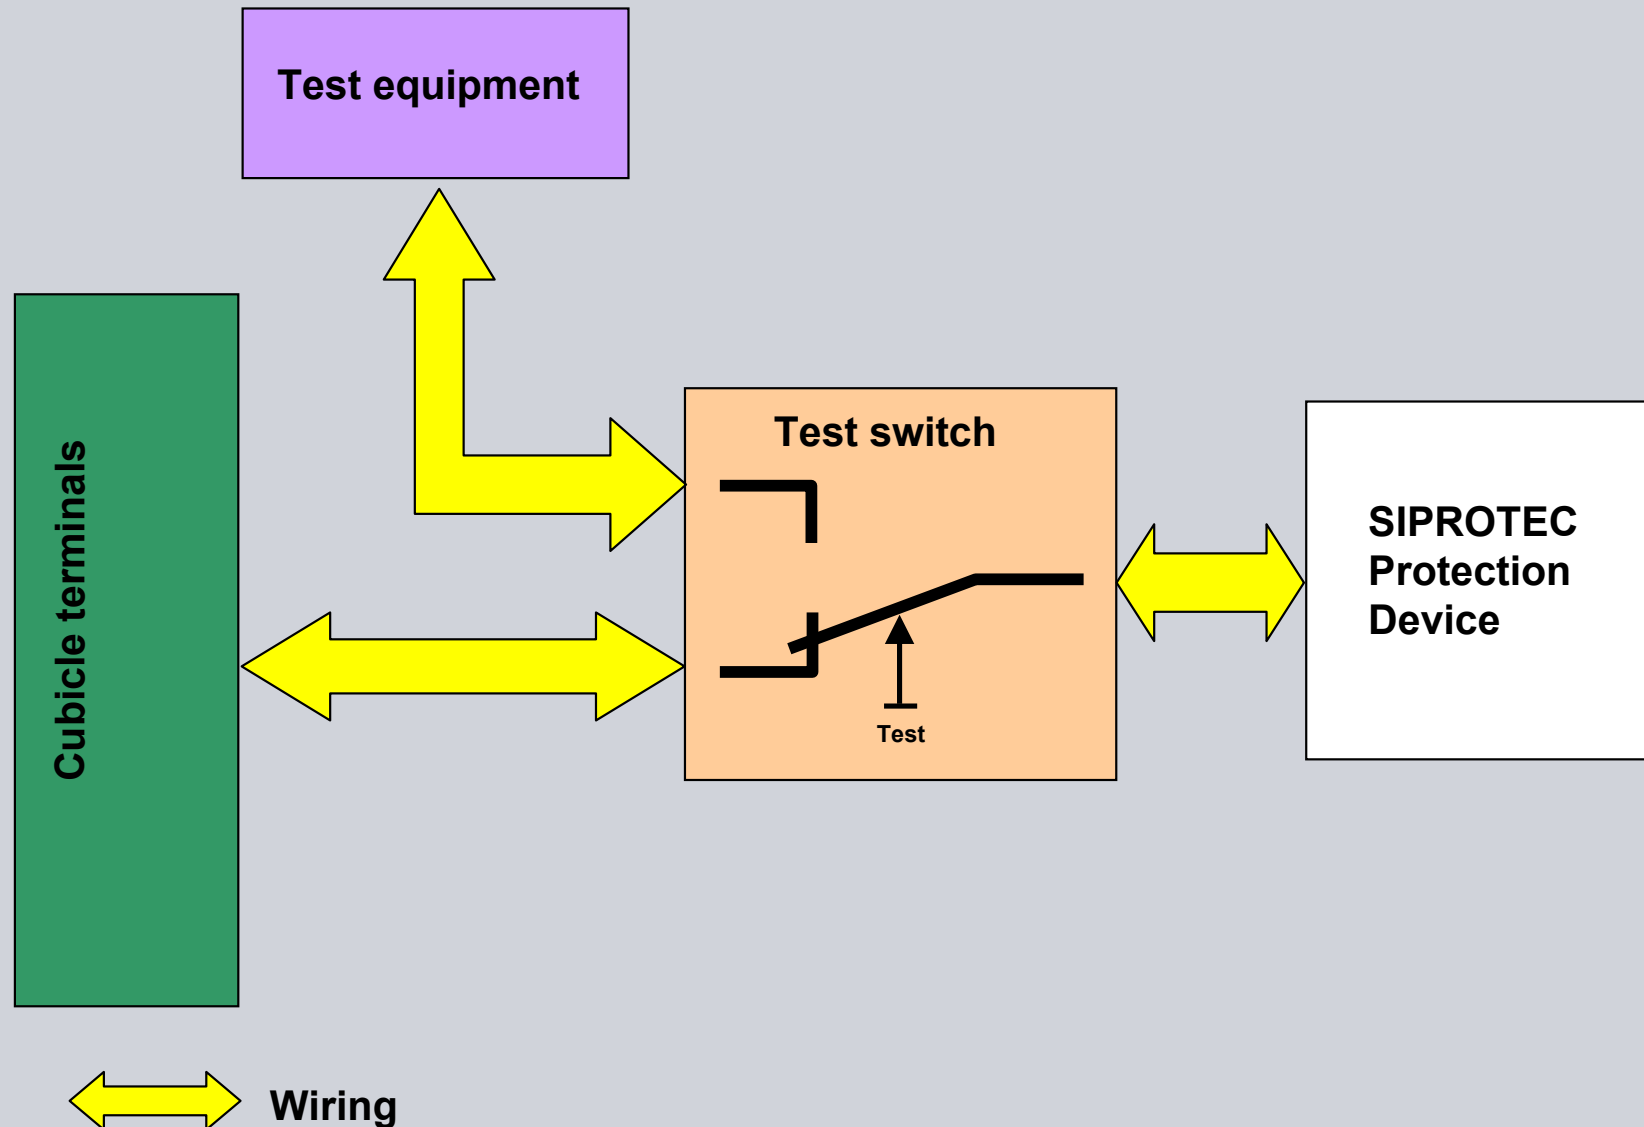 Test equipment
Cubicle terminals
Test switch
Test
SIPROTEC
Protection
Device
Wiring